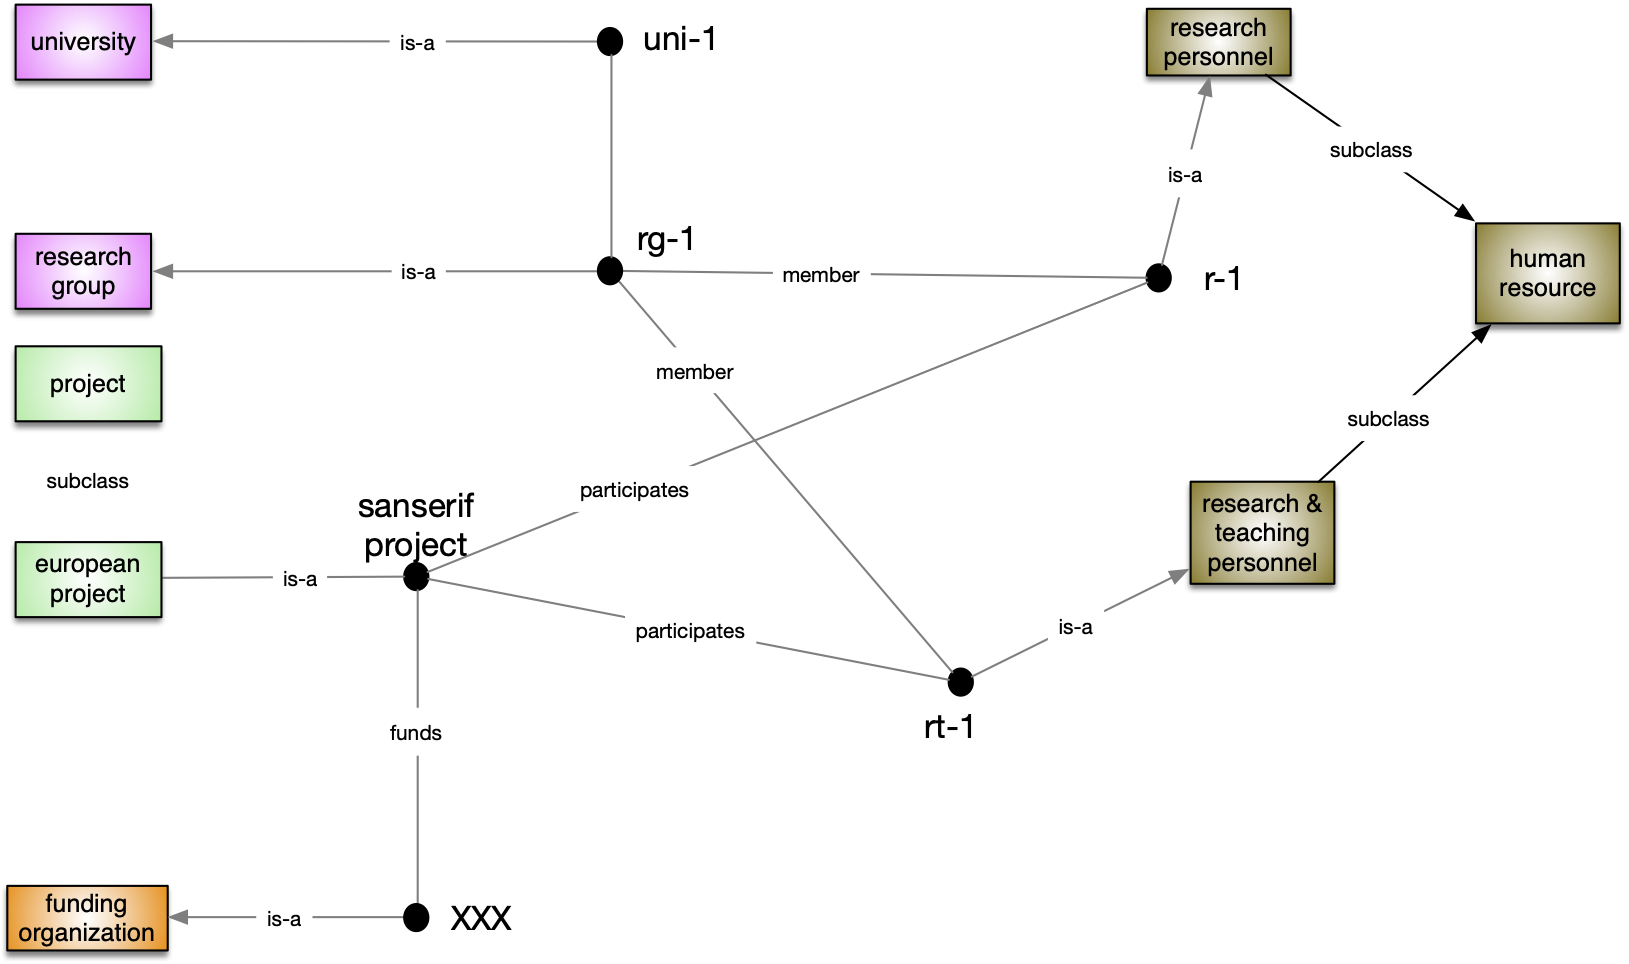 university
is-a
uni-1
research
personnel
subclass
is-a
research
group
is-a
rg-1
member
r-1
human
resource
project
member
subclass
subclass
participates
sanserif
project
research &
teaching
personnel
european
project
is-a
participates
is-a
rt-1
funds
funding
organization
is-a
XXX